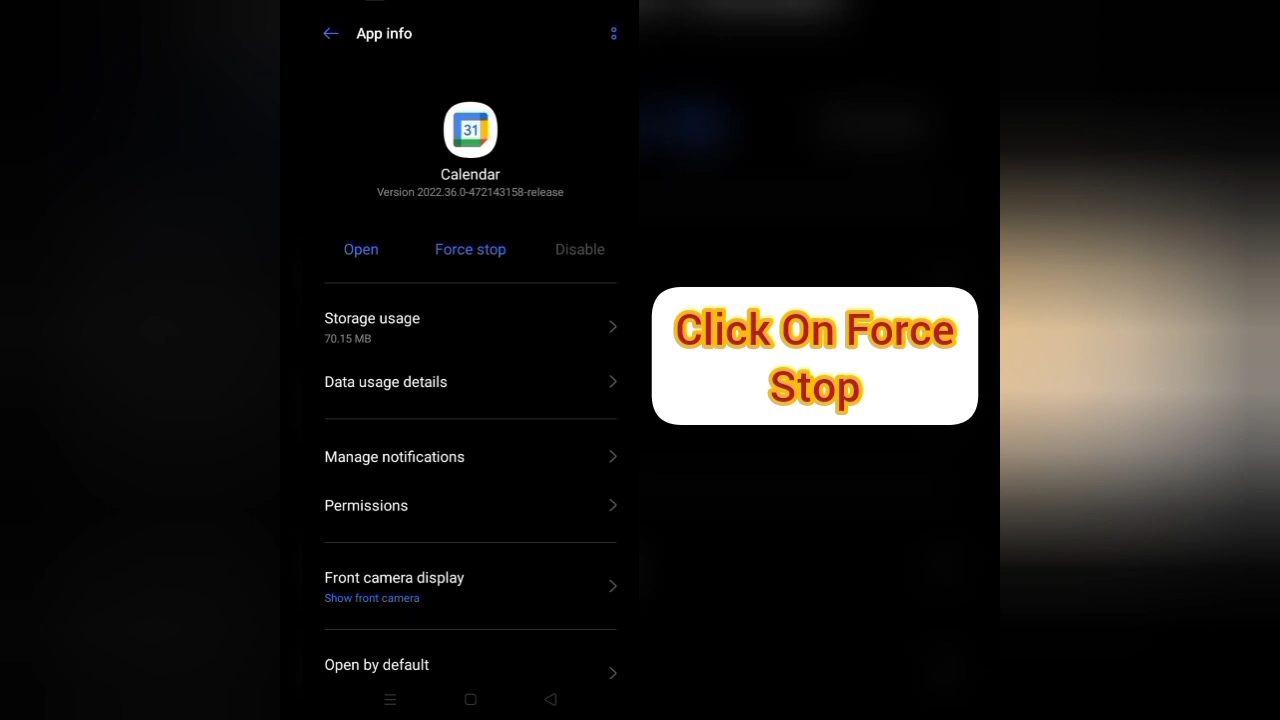 App info
31
Calendar
Version 2022.36.0-472143158-release
Open Force stop Disable
Storage usage
70.15 MB
Data usage details
Manage notifications
Permissions
Front camera display
Show front camera
Open by default
Click On Force
Stop